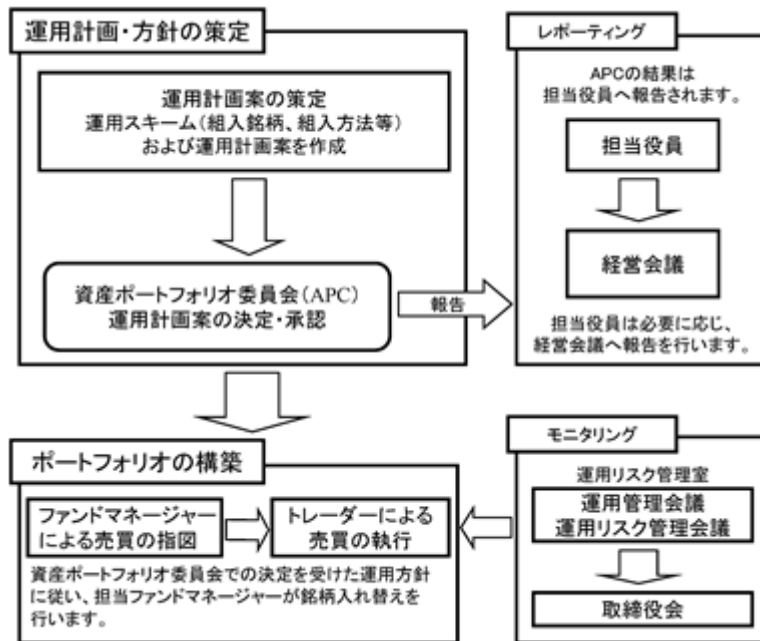 運用計画・方針の策定
運用計画案の策定
運用スキーム(組入銘柄、組入方法等)
および運用計画案を作成
資産ポートフォリオ委員会(APC)
運用計画案の決定・承認
報告
レポーティング
APCの結果は
担当役員へ報告されます。
担当役員
経営会議
担当役員は必要に応じ、
経営会議へ報告を行います。
ポートフォリオの構築
ファンドマネージャー
による売買の指図
トレーダーによる
売買の執行
資産ポートフォリオ委員会での決定を受けた運用方針
に従い、担当ファンドマネージャーが銘柄入れ替えを
行います。
モニタリング
運用リスク管理室
運用管理会議
運用リスク管理会議
取締役会